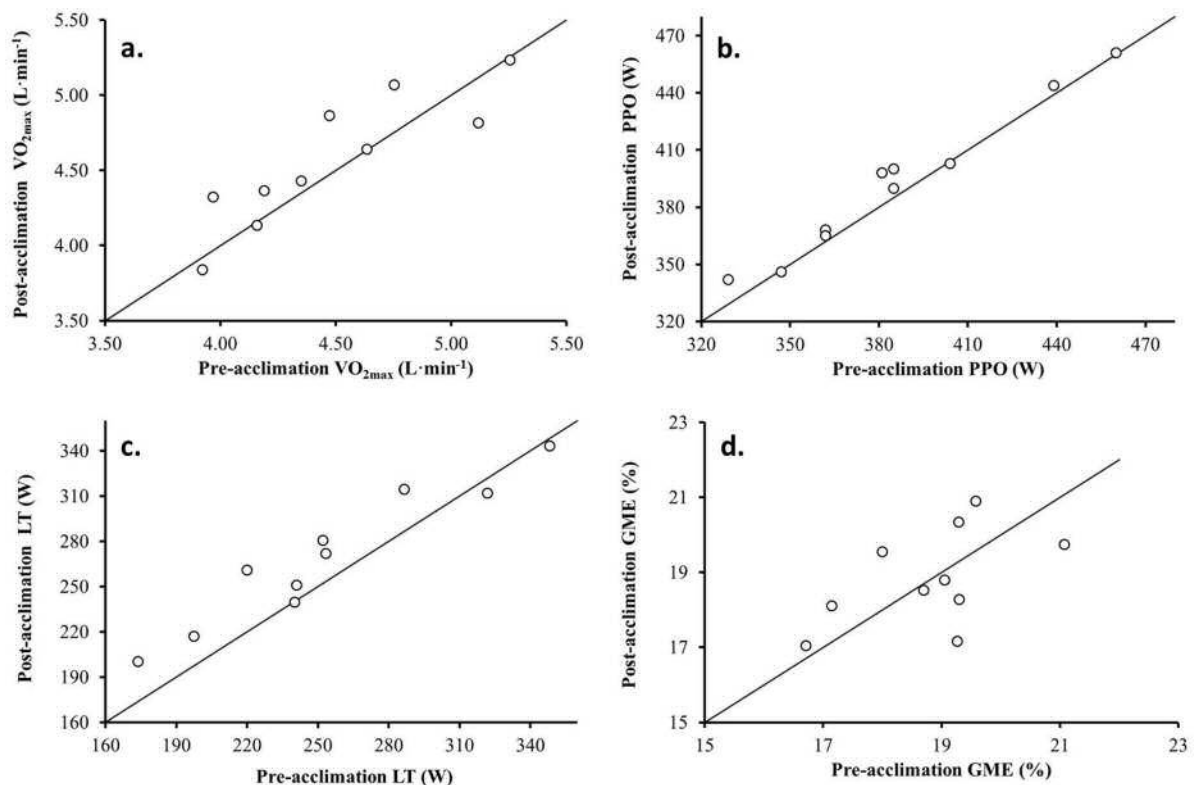 a.
Post-acclimation VO₂max (L·min⁻¹)
5.50
5.00
4.50
4.00
3.50
3.50 4.00 4.50 5.00 5.50
Pre-acclimation VO₂max (L·min⁻¹)
b.
Post-acclimation PPO (W)
470
440
410
380
350
320
320 350 380 410 440 470
Pre-acclimation PPO (W)
c.
Post-acclimation LT (W)
340
310
280
250
220
190
160
160 190 220 250 280 310 340
Pre-acclimation LT (W)
d.
Post-acclimation GME (%)
23
21
19
17
15
15 17 19 21 23
Pre-acclimation GME (%)